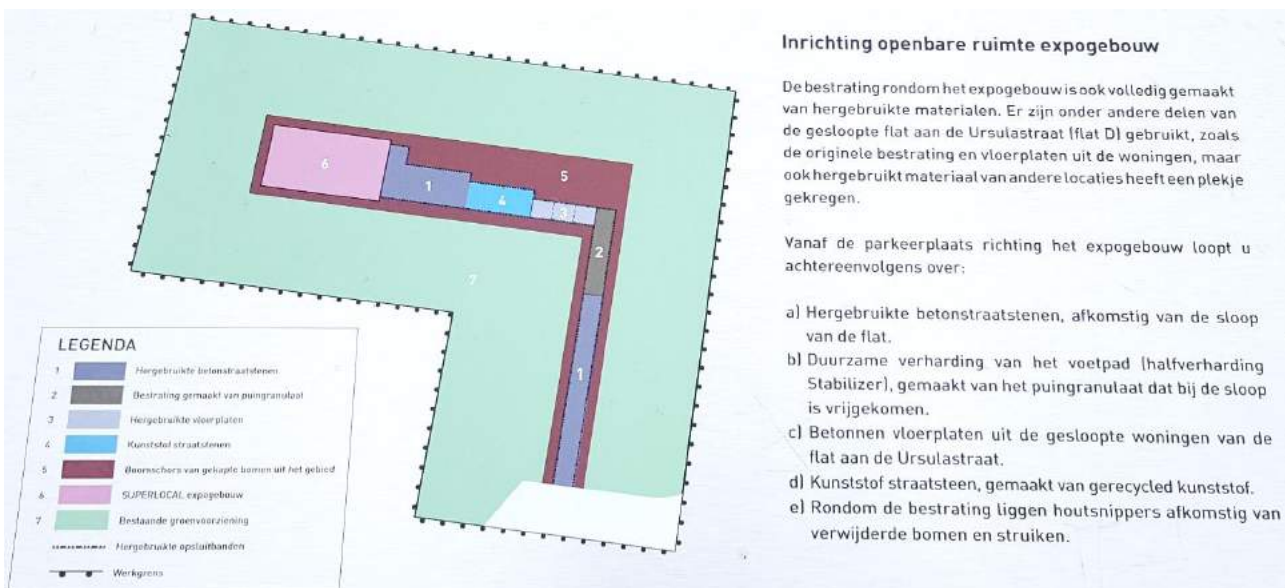 Inrichting openbare ruimte expogebouw
De bestrating rondom het expogebouw is ook volledig gemaakt
van hergebruikte materialen. Er zijn onder andere delen van
de gesloopte flat aan de Ursulastraat (flat D) gebruikt, zoals
de originele bestrating en vloerplaten uit de woningen, maar
ook hergebruikt materiaal van andere locaties heeft een plekje
gekregen.
Vanaf de parkeerplaats richting het expogebouw loopt u
achtereenvolgens over:
a) Hergebruikte betonstraatstenen, afkomstig van de sloop
van de flat.
b) Duurzame verharding van het voetpad (halfverharding
Stabilizer), gemaakt van het puingranulaat dat bij de sloop
is vrijgekomen.
c) Betonnen vloerplaten uit de gesloopte woningen van de
flat aan de Ursulastraat.
d) Kunststof straatsteen, gemaakt van gerecycled kunststof.
e) Rondom de bestrating liggen houtsnippers afkomstig van
verwijderde bomen en struiken.
6
1
5
4
3
2
7
1
LEGENDA
1 Hergebruikte betonstraatstenen
2 Bestrating gemaakt van puingranulaat
3 Hergebruikte vloerplaten
4 Kunststof straatstenen
5 Boomschors van gekapte bomen uit het gebied
6 SUPERLOCAL expogebouw
7 Bestaande groenvoorziening
Hergebruikte opsluitbanden
Werkgrens